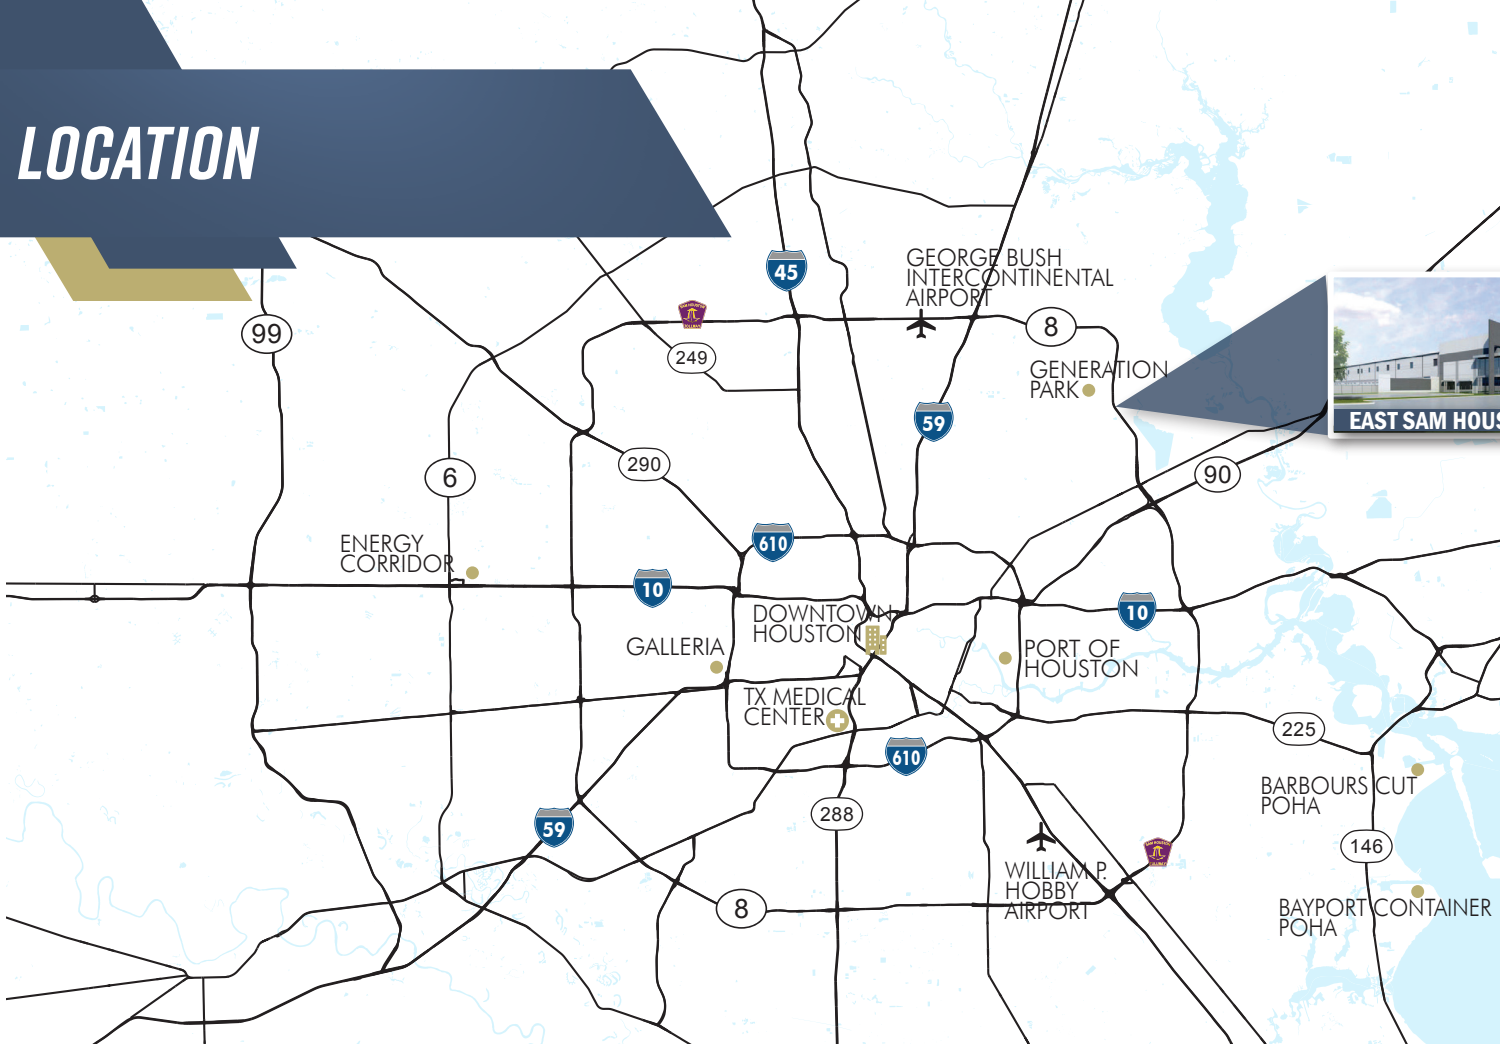 LOCATION
45
GEORGE BUSH
INTERCONTINENTAL
AIRPORT
99
8
249
GENERATION
PARK
59
EAST SAM HOUS
6
290
90
ENERGY
CORRIDOR
610
10
10
DOWNTOWN
HOUSTON
GALLERIA
PORT OF
HOUSTON
TX MEDICAL
CENTER
225
610
BARBOURS CUT
POHA
59
288
146
WILLIAM P.
HOBBY
AIRPORT
8
BAYPORT CONTAINER
POHA